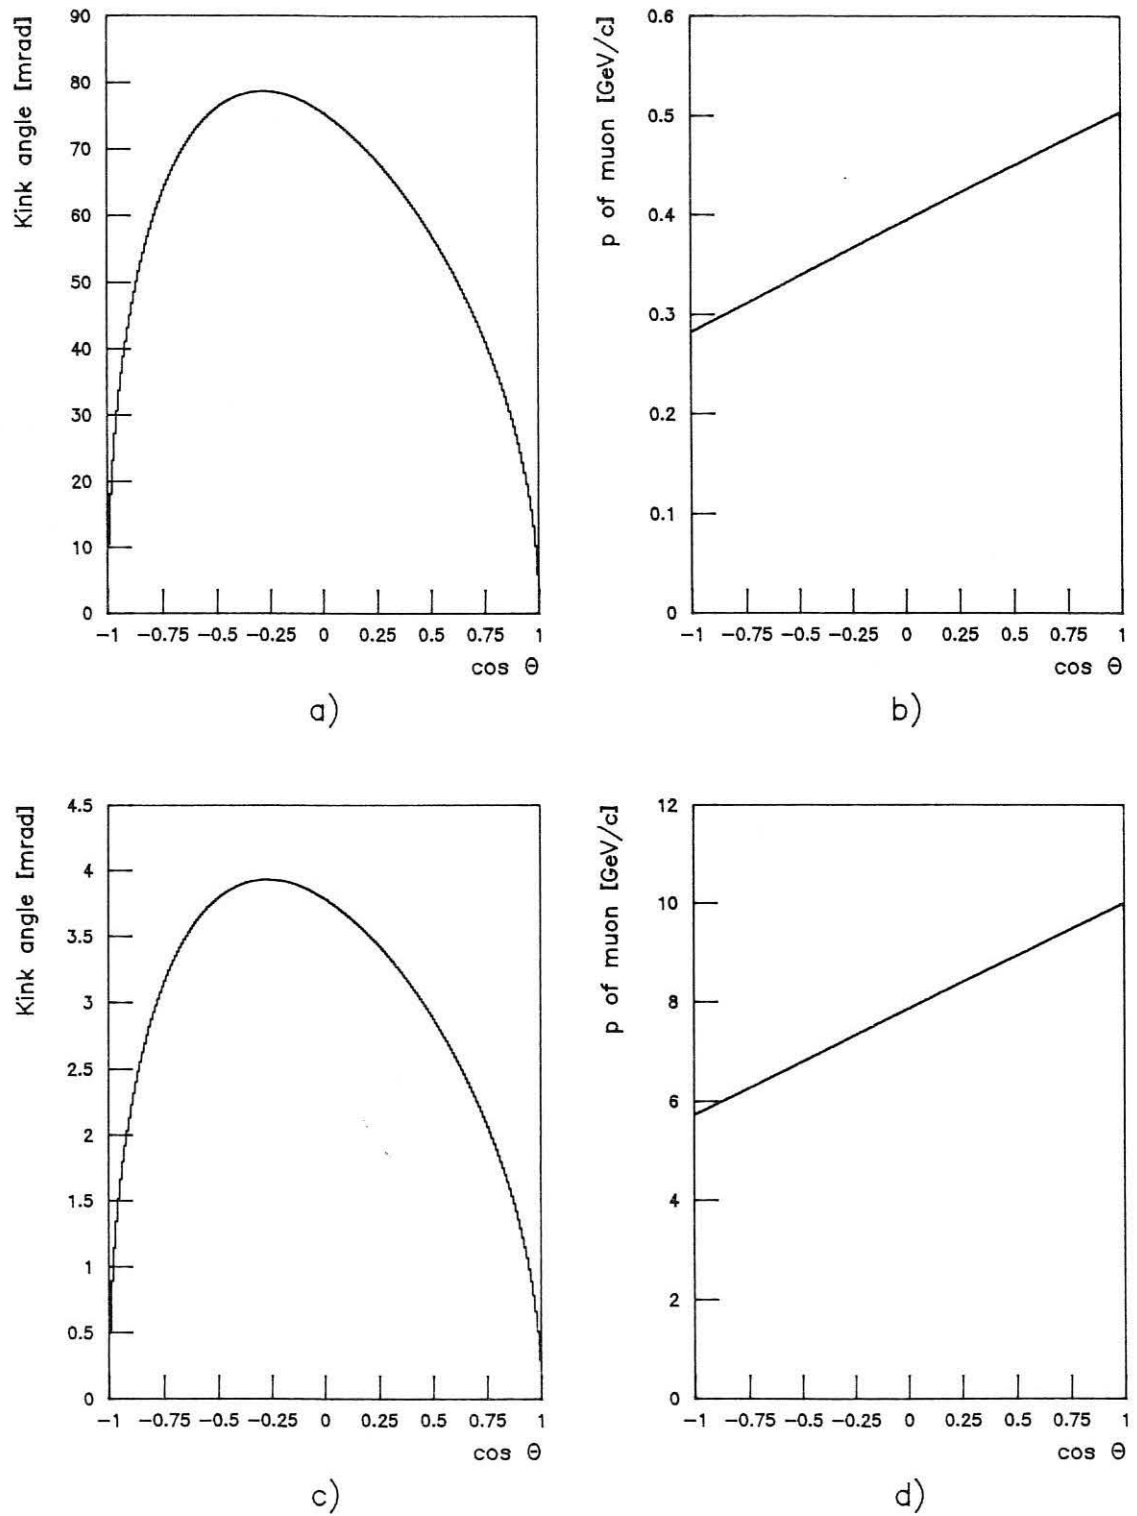 Kink angle [mrad]
90
80
70
60
50
40
30
20
10
0
-1 -0.75 -0.5 -0.25 0 0.25 0.5 0.75 1
cos Θ
a)
p of muon [GeV/c]
0.6
0.5
0.4
0.3
0.2
0.1
0
-1 -0.75 -0.5 -0.25 0 0.25 0.5 0.75 1
cos Θ
b)
Kink angle [mrad]
4.5
4
3.5
3
2.5
2
1.5
1
0.5
0
-1 -0.75 -0.5 -0.25 0 0.25 0.5 0.75 1
cos Θ
c)
p of muon [GeV/c]
12
10
8
6
4
2
0
-1 -0.75 -0.5 -0.25 0 0.25 0.5 0.75 1
cos Θ
d)